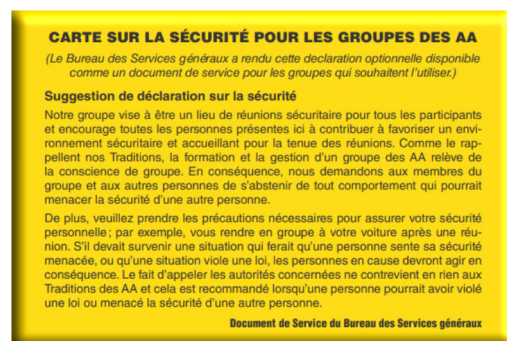 CARTE SUR LA SÉCURITÉ POUR LES GROUPES DES AA
(Le Bureau des Services généraux a rendu cette declaration optionnelle disponible
comme un document de service pour les groupes qui souhaitent l'utiliser.)
Suggestion de déclaration sur la sécurité
Notre groupe vise à être un lieu de réunions sécuritaire pour tous les participants
et encourage toutes les personnes présentes ici à contribuer à favoriser un envi-
ronnement sécuritaire et accueillant pour la tenue des réunions. Comme le rap-
pellent nos Traditions, la formation et la gestion d'un groupe des AA relève de
la conscience de groupe. En conséquence, nous demandons aux membres du
groupe et aux autres personnes de s'abstenir de tout comportement qui pourrait
menacer la sécurité d'une autre personne.
De plus, veuillez prendre les précautions nécessaires pour assurer votre sécurité
personnelle; par exemple, vous rendre en groupe à votre voiture après une réu-
nion. S'il devait survenir une situation qui ferait qu'une personne sente sa sécurité
menacée, ou qu'une situation viole une loi, les personnes en cause devront agir en
conséquence. Le fait d'appeler les autorités concernées ne contrevient en rien aux
Traditions des AA et cela est recommandé lorsqu'une personne pourrait avoir violé
une loi ou menacé la sécurité d'une autre personne.
Document de Service du Bureau des Services généraux